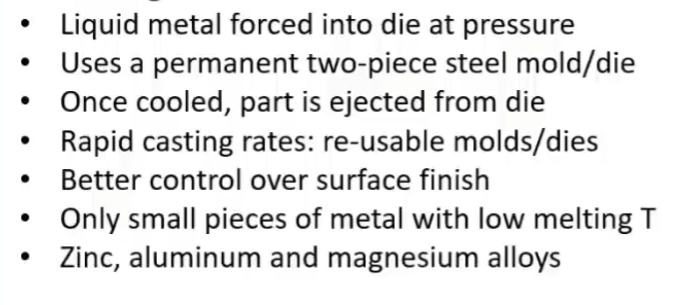 • Liquid metal forced into die at pressure
• Uses a permanent two-piece steel mold/die
• Once cooled, part is ejected from die
• Rapid casting rates: re-usable molds/dies
• Better control over surface finish
• Only small pieces of metal with low melting T
• Zinc, aluminum and magnesium alloys